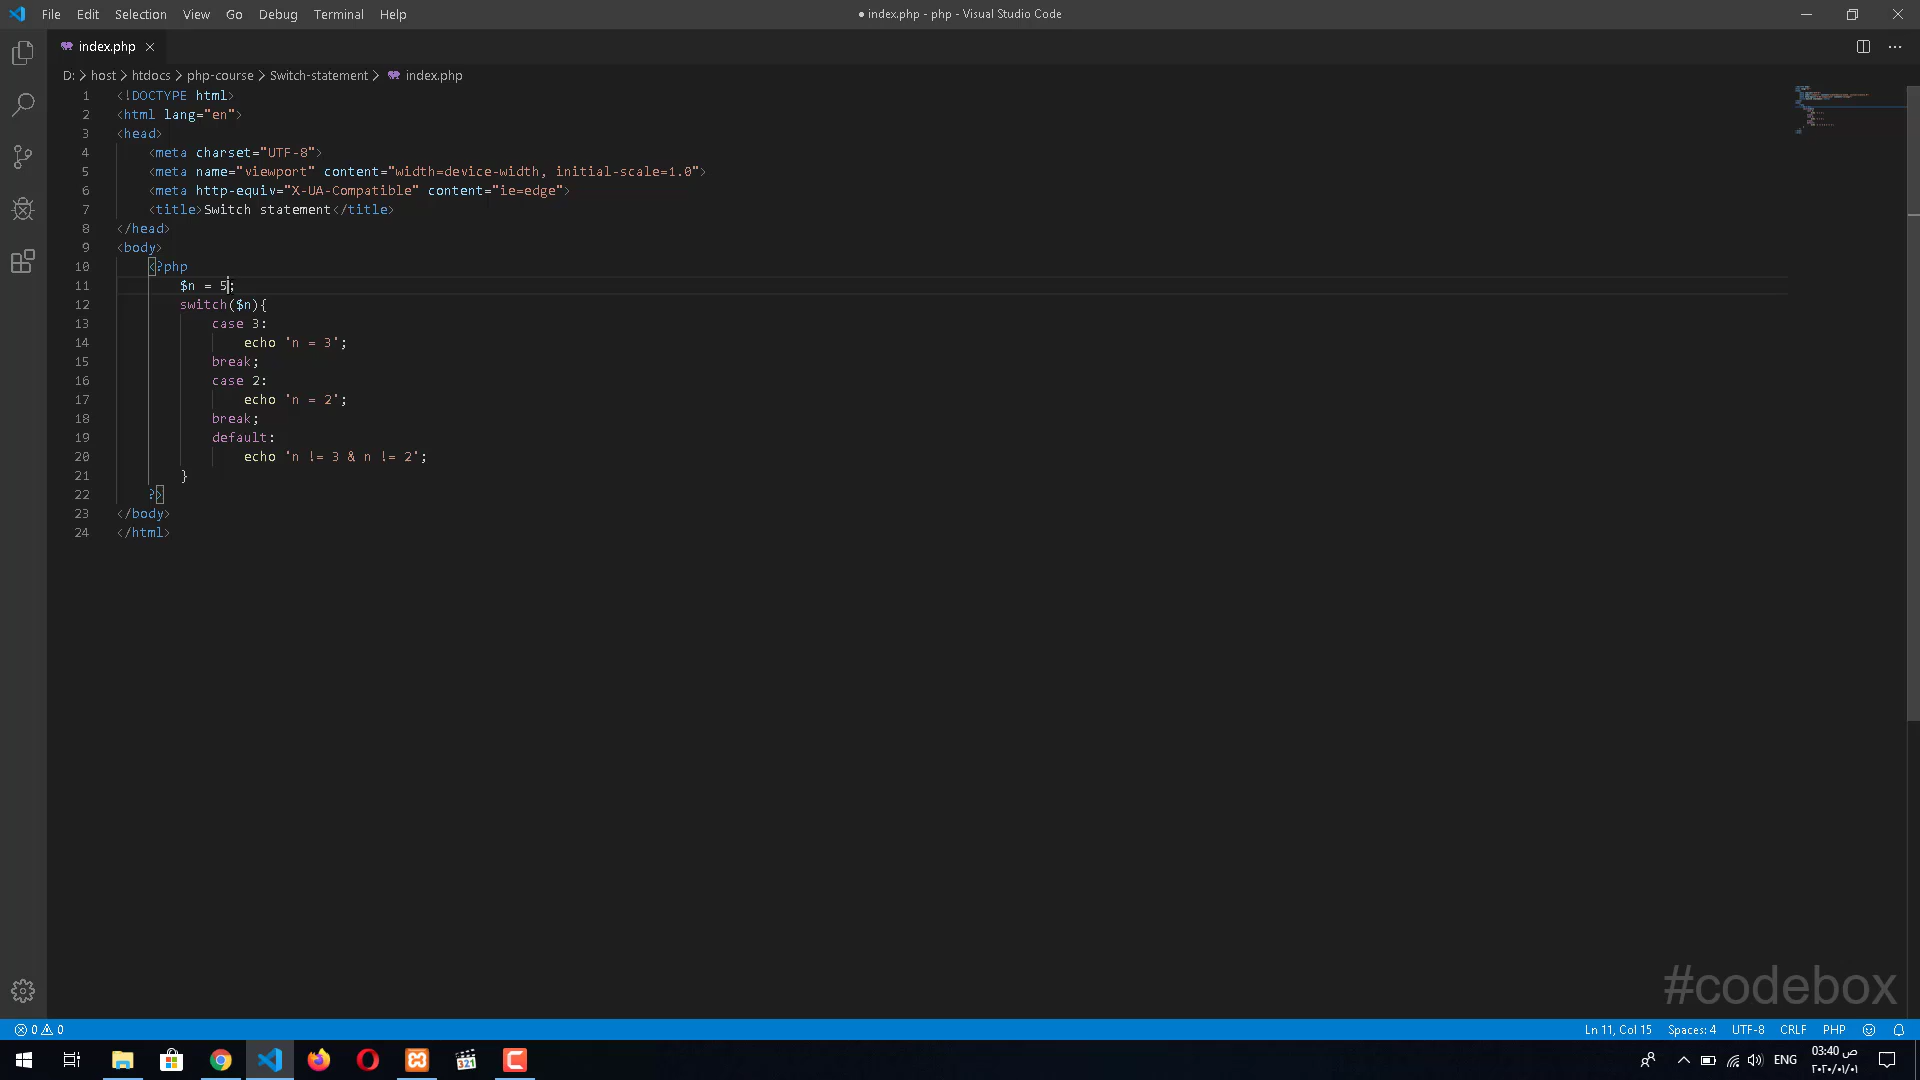 File Edit Selection View Go Debug Terminal Help
● index.php - php - Visual Studio Code
index.php
D: > host > htdocs > php-course > Switch-statement > index.php
1 <!DOCTYPE html>
2 <html lang="en">
3 <head>
4 <meta charset="UTF-8">
5 <meta name="viewport" content="width=device-width, initial-scale=1.0">
6 <meta http-equiv="X-UA-Compatible" content="ie=edge">
7 <title>Switch statement</title>
8 </head>
9 <body>
10 <?php
11 $n = 5;
12 switch($n){
13 case 3:
14 echo 'n = 3';
15 break;
16 case 2:
17 echo 'n = 2';
18 break;
19 default:
20 echo 'n != 3 & n != 2';
21 }
22 ?>
23 </body>
24 </html>
#codebox
0 0
Ln 11, Col 15 Spaces: 4 UTF-8 CRLF PHP
321
ENG
03:40 ص
٢٠٢٠/٠١/٠١